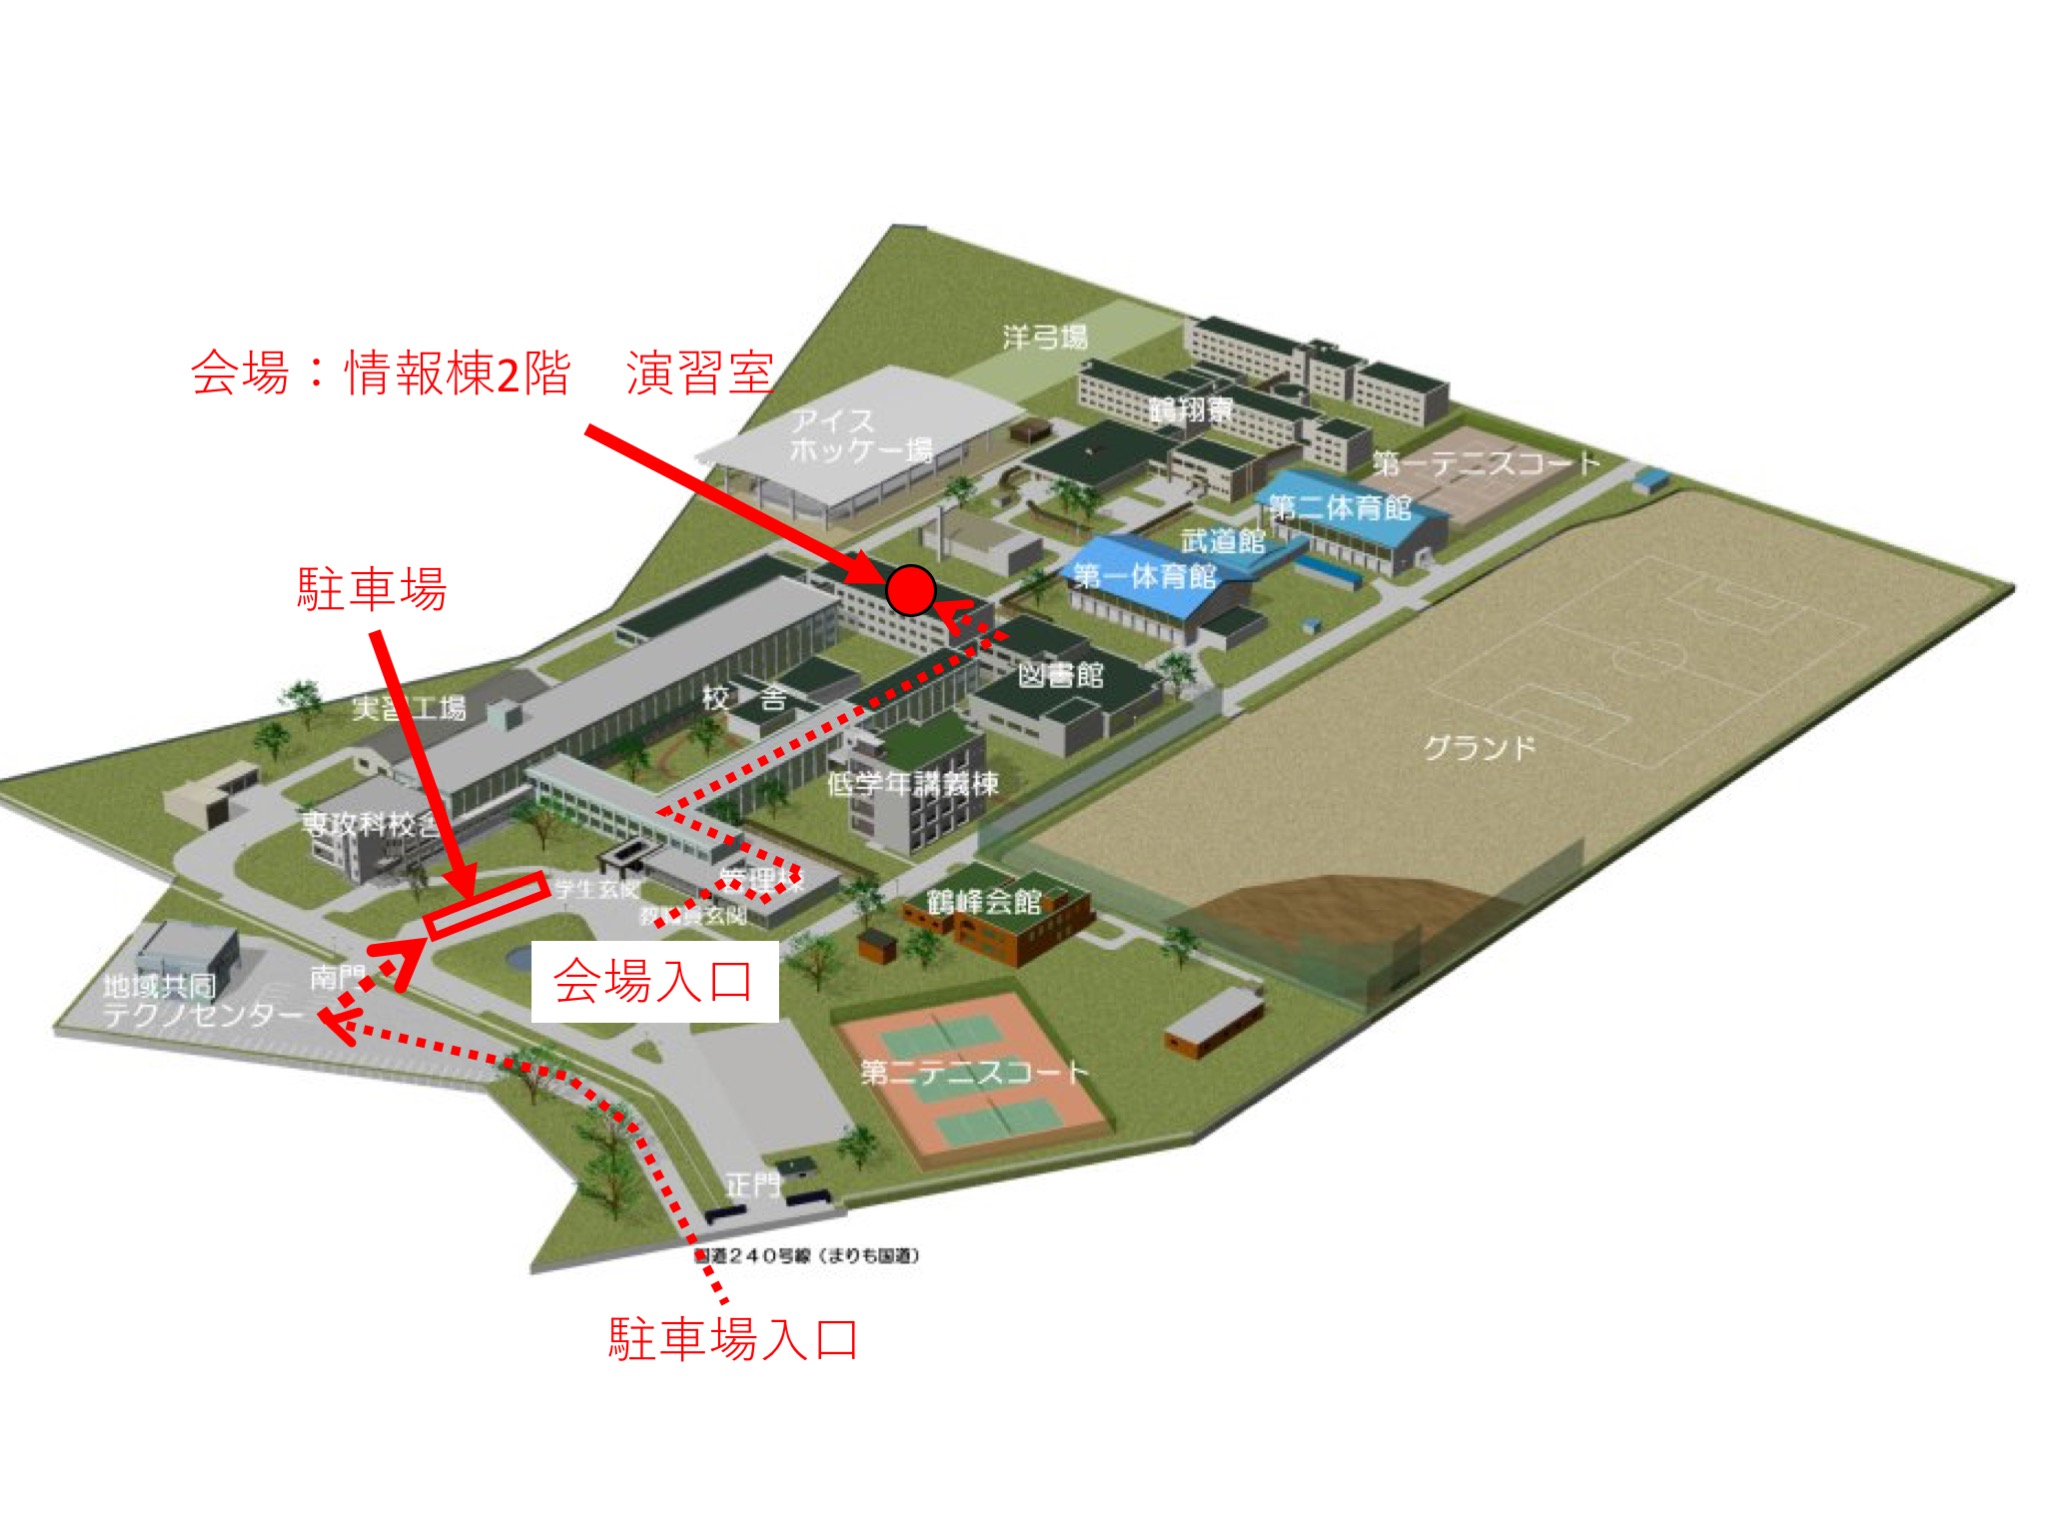 洋弓場
会場：情報棟2階　演習室
アイス
ホッケー場
鶴翔寮
第一テニスコート
第二体育館
武道館
第一体育館
駐車場
図書館
校　舎
実習工場
グランド
低学年講義棟
専攻科校舎
管理棟
学生玄関
鶴峰会館
教職員玄関
会場入口
南門
地域共同
テクノセンター
第二テニスコート
正門
国道240号線（まりも国道）
駐車場入口